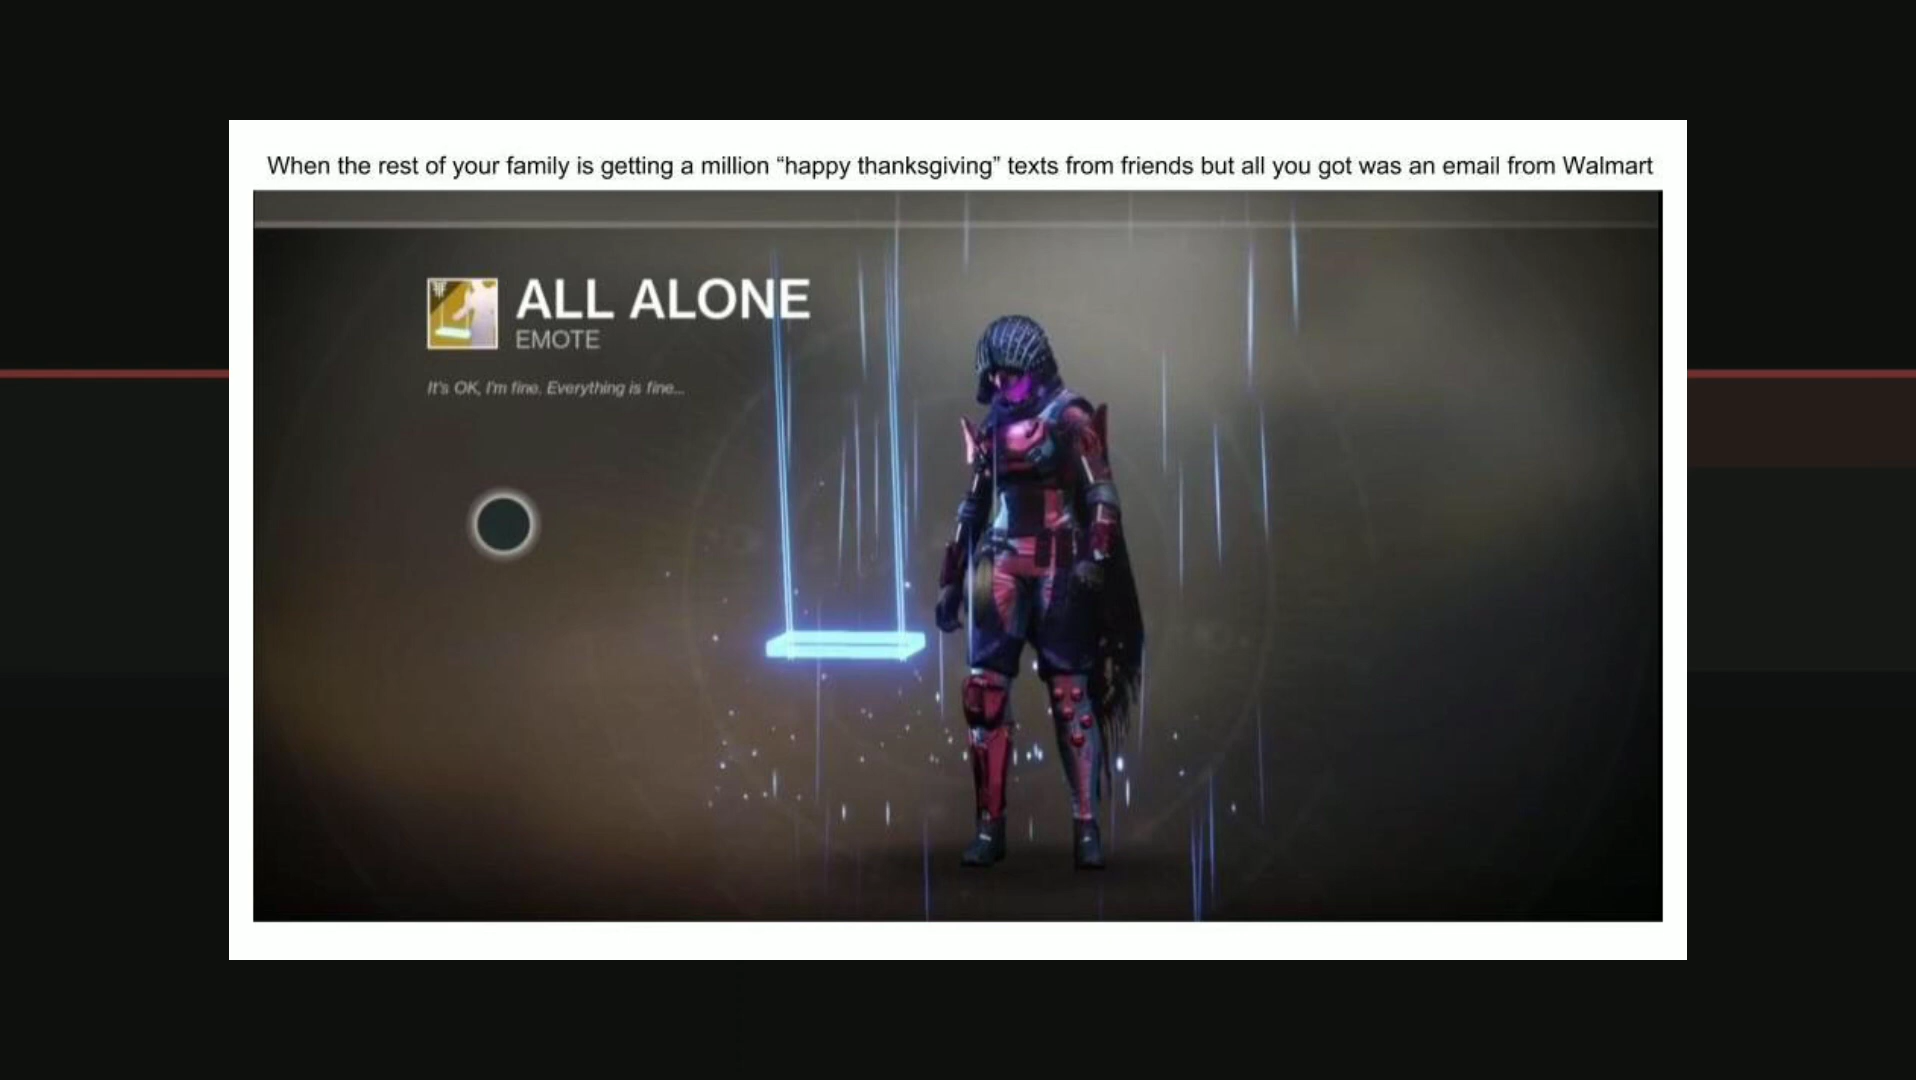 When the rest of your family is getting a million “happy thanksgiving” texts from friends but all you got was an email from Walmart
ALL ALONE
EMOTE
It's OK, I'm fine. Everything is fine...